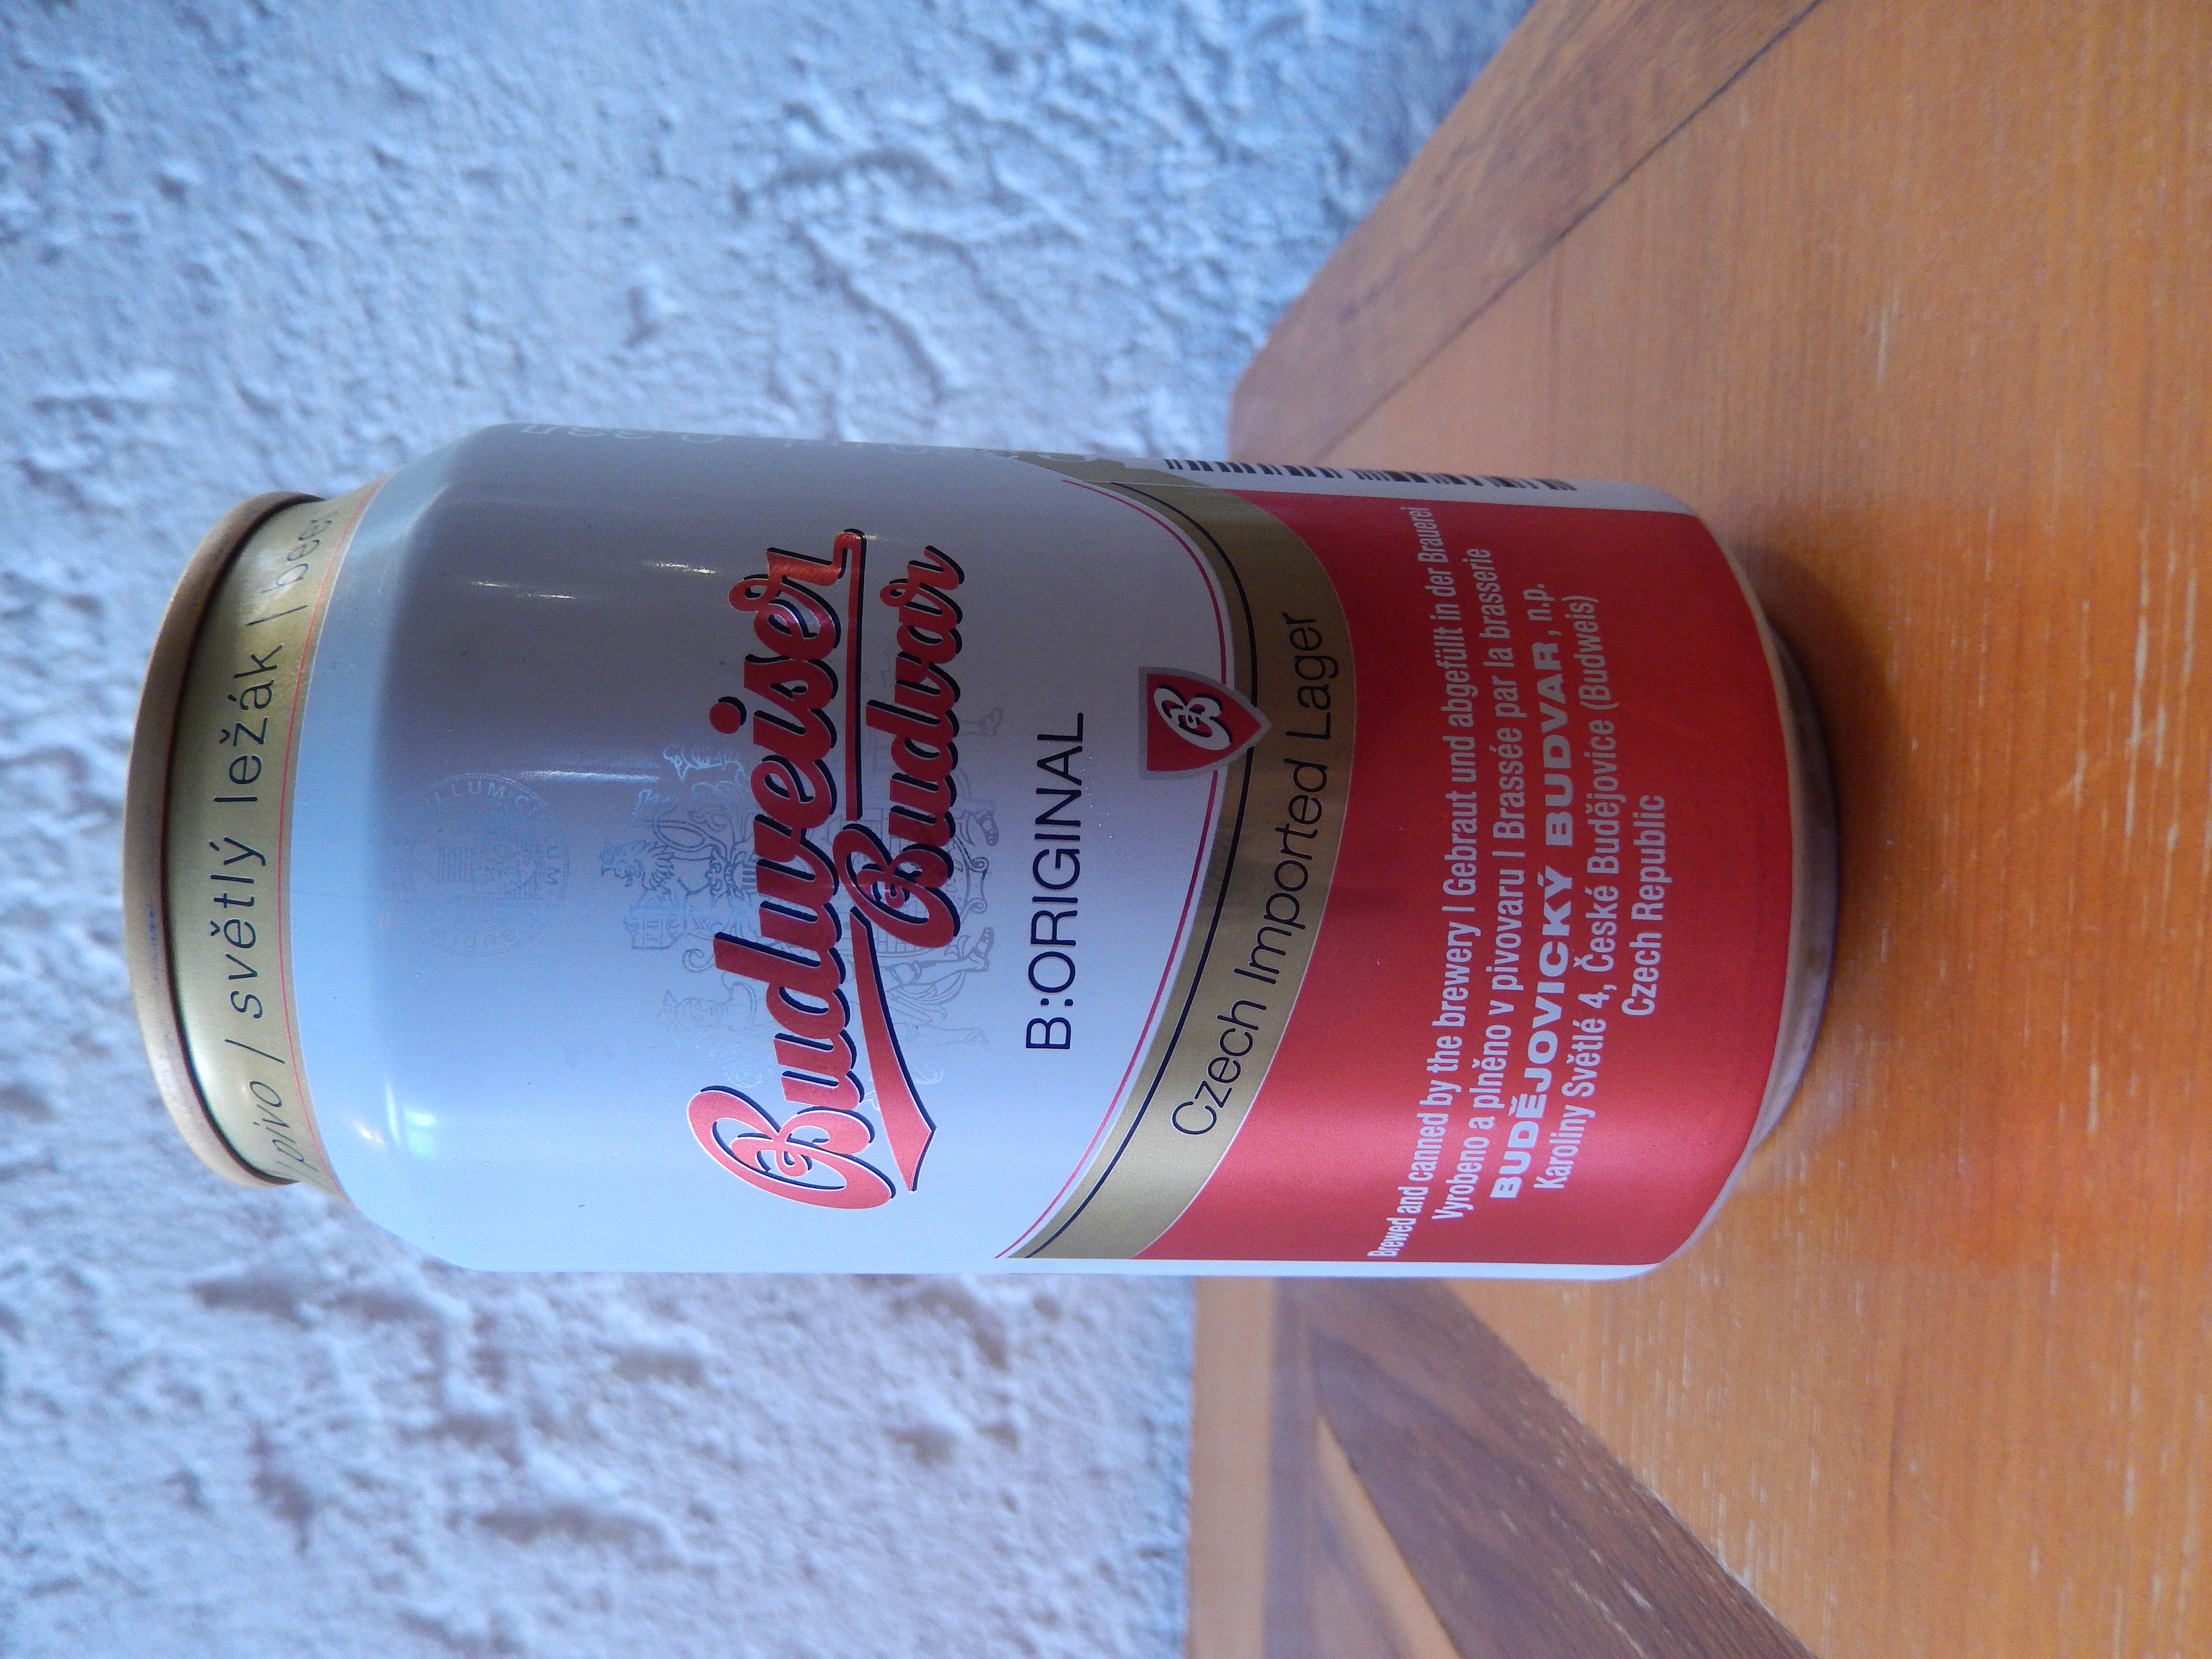 pivo / světlý ležák / beer
Budweiser
Budvar
B:ORIGINAL
Czech Imported Lager
Brewed and canned by the brewery | Gebraut und abgefüllt in der Brauerei
Vyrobeno a plněno v pivovaru | Brassée par la brasserie
BUDĚJOVICKÝ BUDVAR, n.p.
Karoliny Světlé 4, České Budějovice (Budweis)
Czech Republic